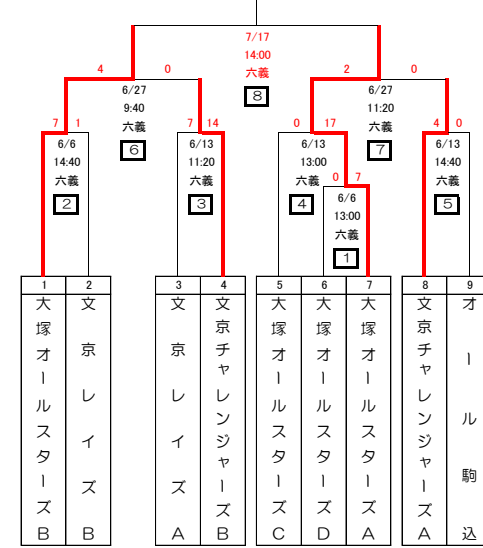 7/17
14:00
六義
8
4 0
6/27
9:40
六義
6
2 0
6/27
11:20
六義
7
7 1
6/6
14:40
六義
2
7 14
6/13
11:20
六義
3
0 17
6/13
13:00
六義
4
4 0
6/13
14:40
六義
5
0 7
6/6
13:00
六義
1
1
大塚オールスターズB
2
文京レイズB
3
文京レイズA
4
文京チャレンジャーズB
5
大塚オールスターズC
6
大塚オールスターズD
7
大塚オールスターズA
8
文京チャレンジャーズA
9
オール駒込